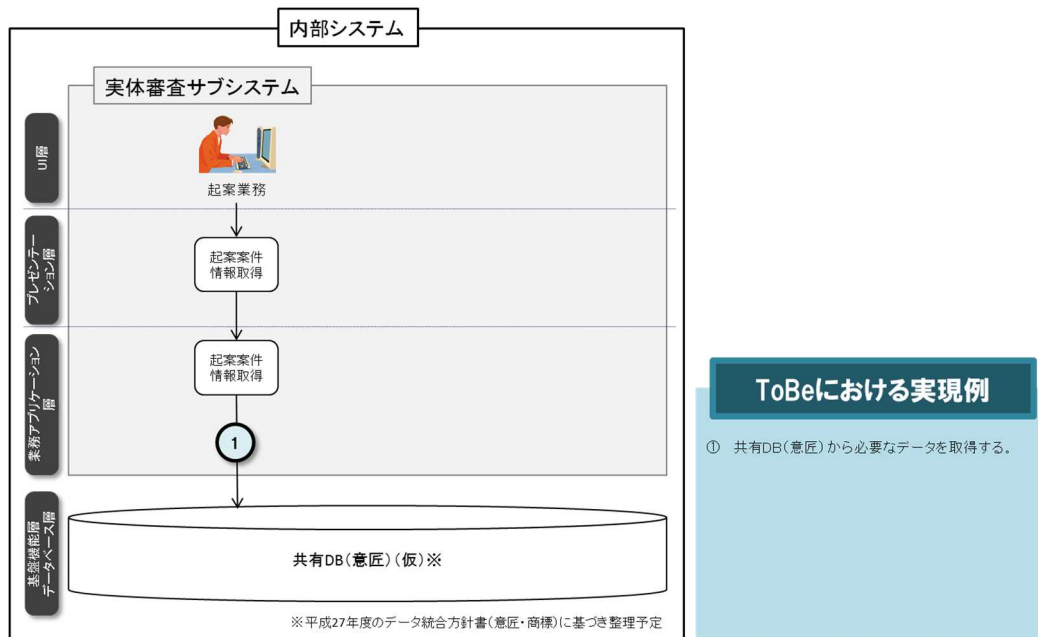 内部システム
実体審査サブシステム
UI層
起案業務
プレゼンテー
ション層
起案案件
情報取得
業務アプリケーション
層
起案案件
情報取得
1
基盤機能層
データベース層
共有DB(意匠)(仮)※
※平成27年度のデータ統合方針書(意匠・商標)に基づき整理予定
ToBeにおける実現例
① 共有DB(意匠)から必要なデータを取得する。